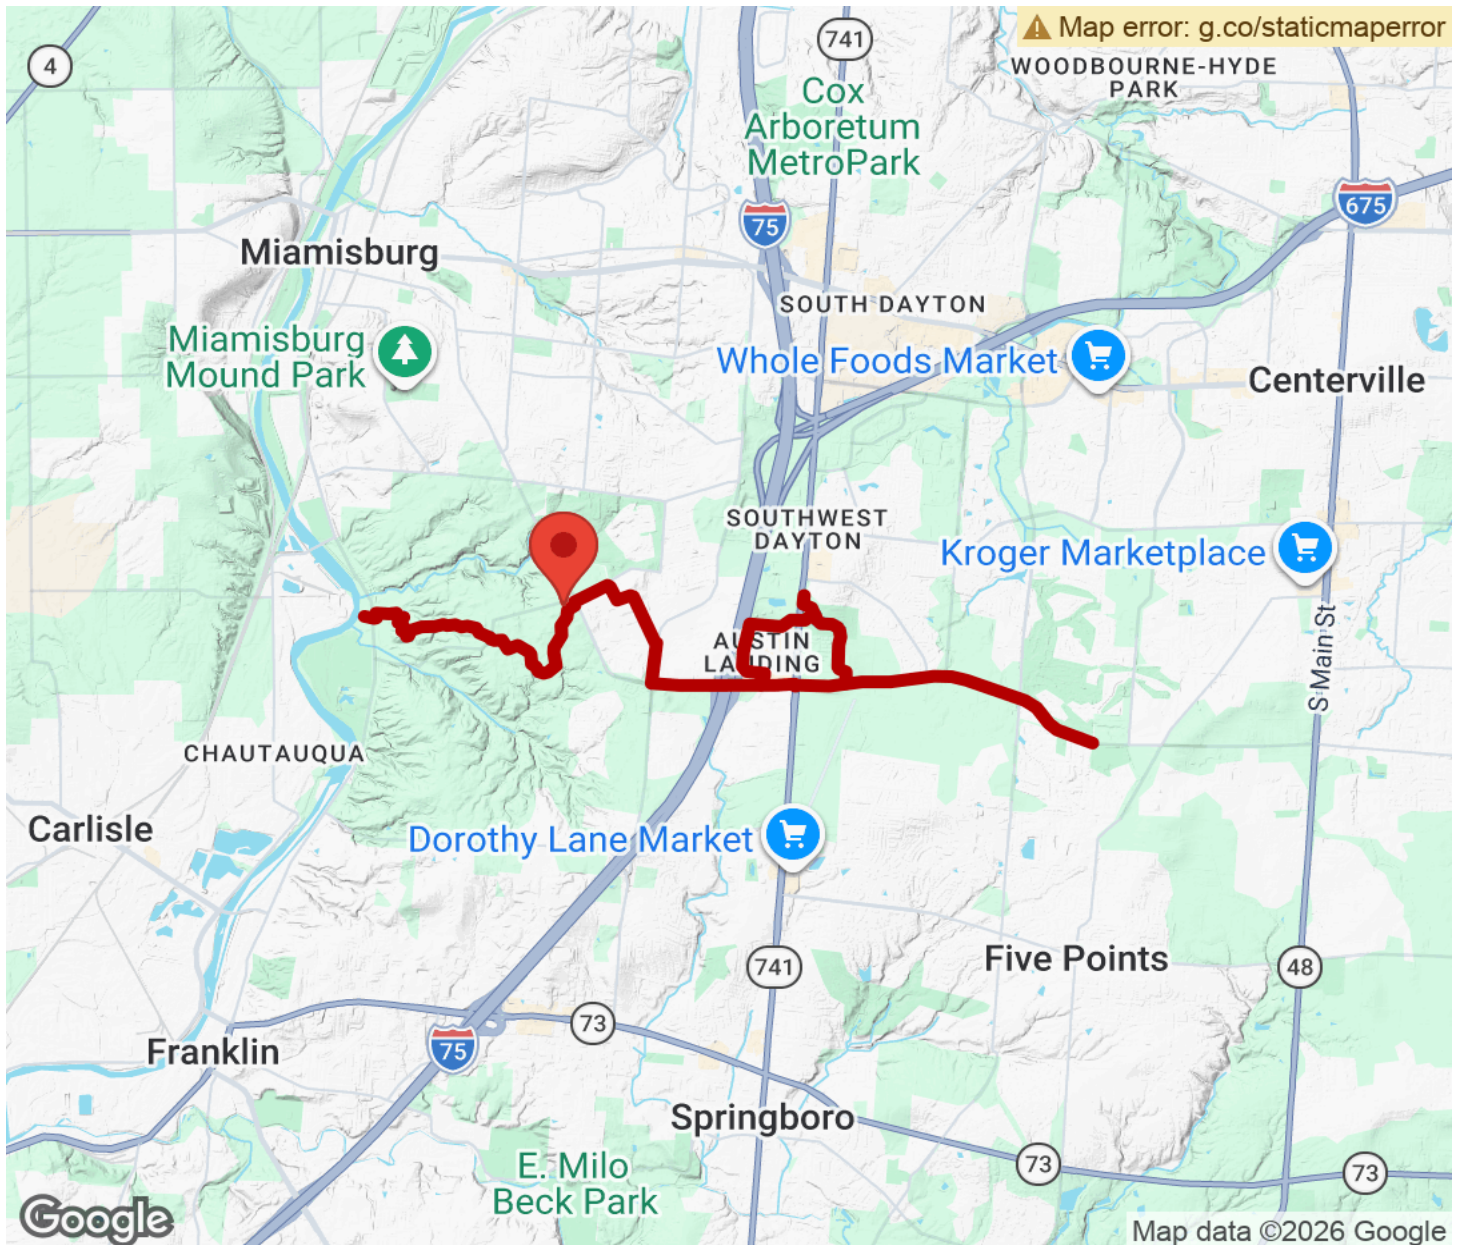 Map error: g.co/staticmaperror
741
4
WOODBOURNE-HYDE
PARK
Cox
Arboretum
MetroPark
675
75
Miamisburg
SOUTH DAYTON
Miamisburg
Mound Park
Whole Foods Market
Centerville
SOUTHWEST
DAYTON
Kroger Marketplace
S Main St
AUSTIN
LANDING
CHAUTAUQUA
Carlisle
Dorothy Lane Market
Five Points
741
48
73
Franklin
75
Springboro
73
73
E. Milo
Beck Park
Google
Map data ©2026 Google